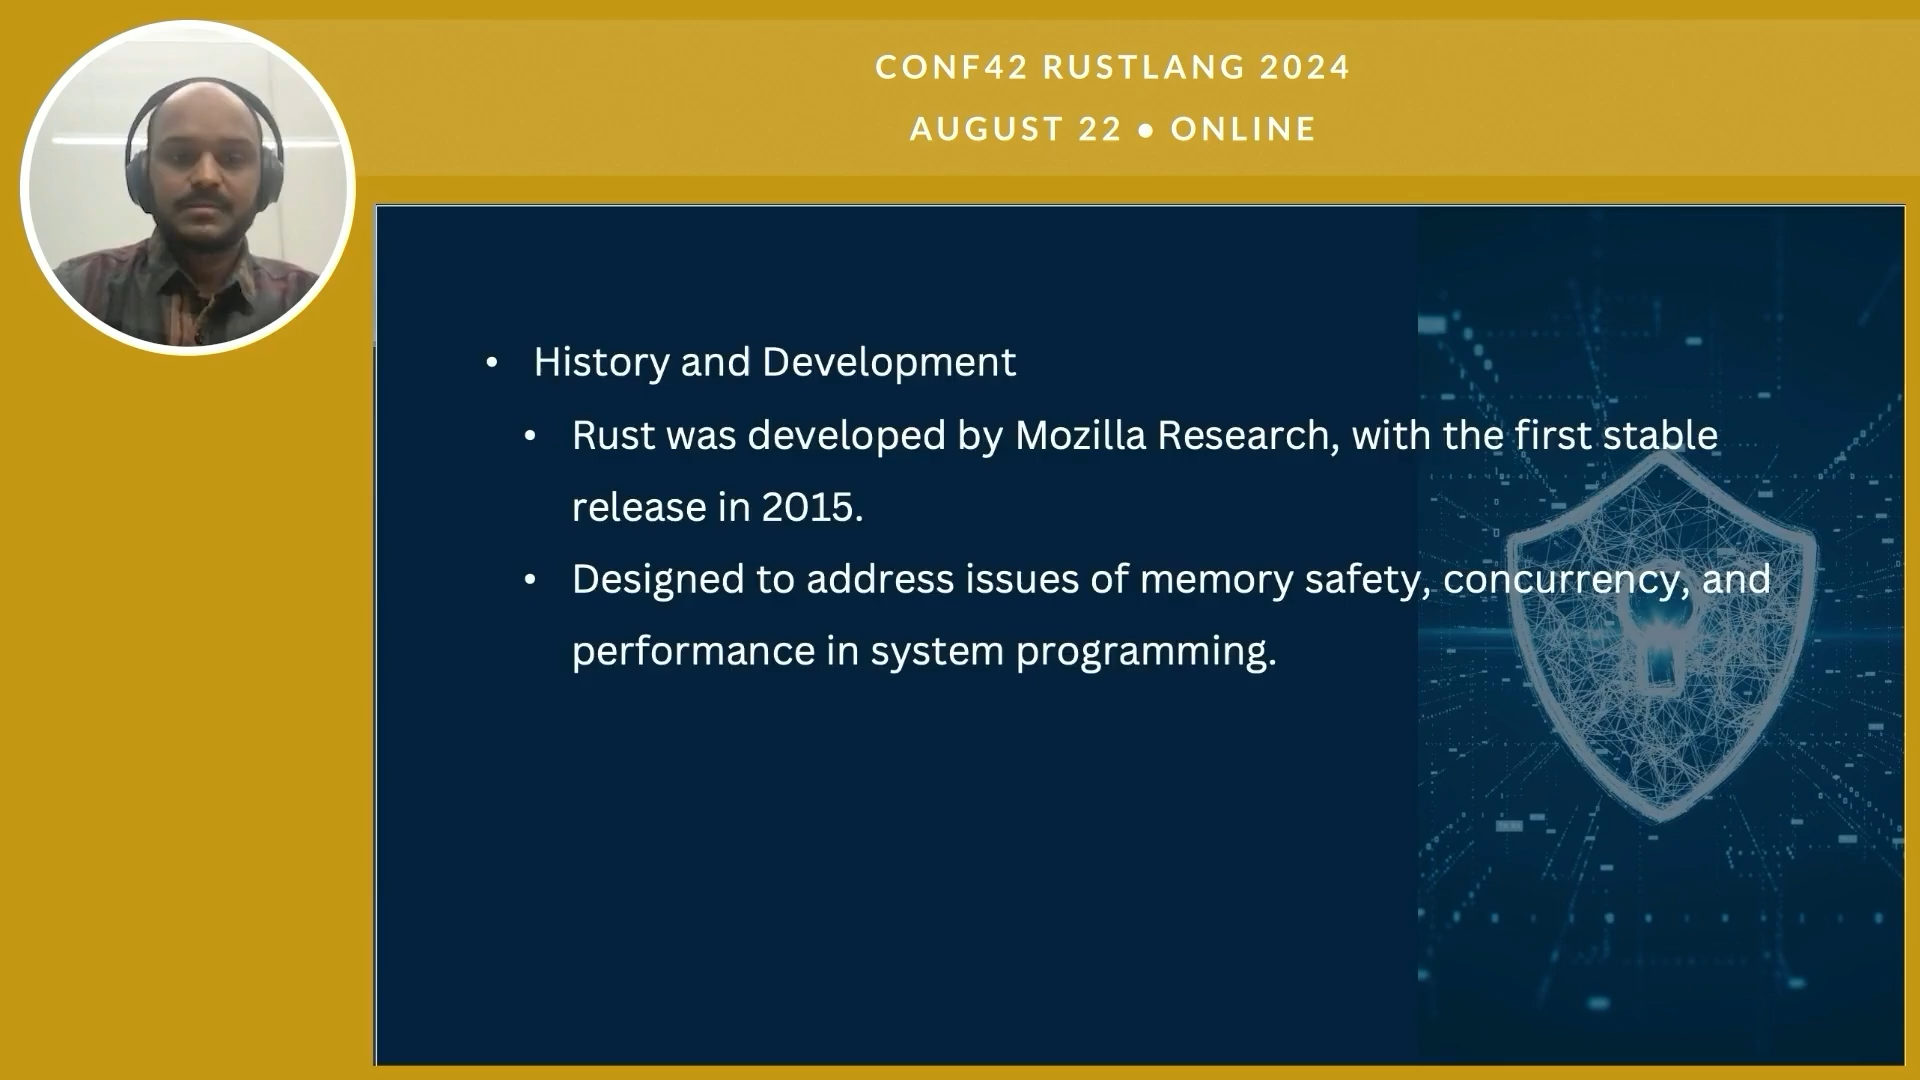 CONF42 RUSTLANG 2024
AUGUST 22 ● ONLINE
• History and Development
• Rust was developed by Mozilla Research, with the first stable
release in 2015.
• Designed to address issues of memory safety, concurrency, and
performance in system programming.